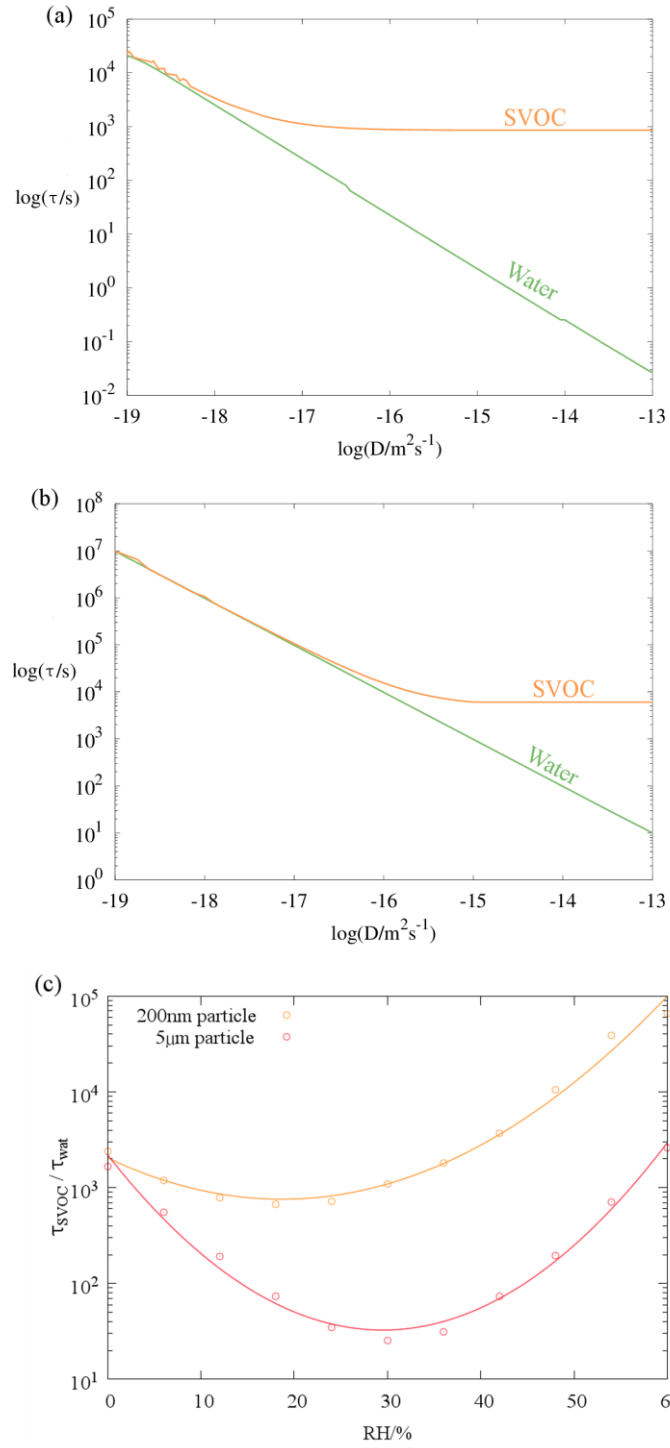 (a)
10^5
10^4
10^3
10^2
10^1
10^0
10^-1
10^-2
log(τ/s)
SVOC
Water
-19 -18 -17 -16 -15 -14 -13
log(D/m^2s^-1)
(b)
10^8
10^7
10^6
10^5
10^4
10^3
10^2
10^1
10^0
log(τ/s)
SVOC
Water
-19 -18 -17 -16 -15 -14 -13
log(D/m^2s^-1)
(c)
200nm particle
5μm particle
10^5
10^4
10^3
10^2
10^1
τSVOC / τwat
0 10 20 30 40 50 6
RH/%